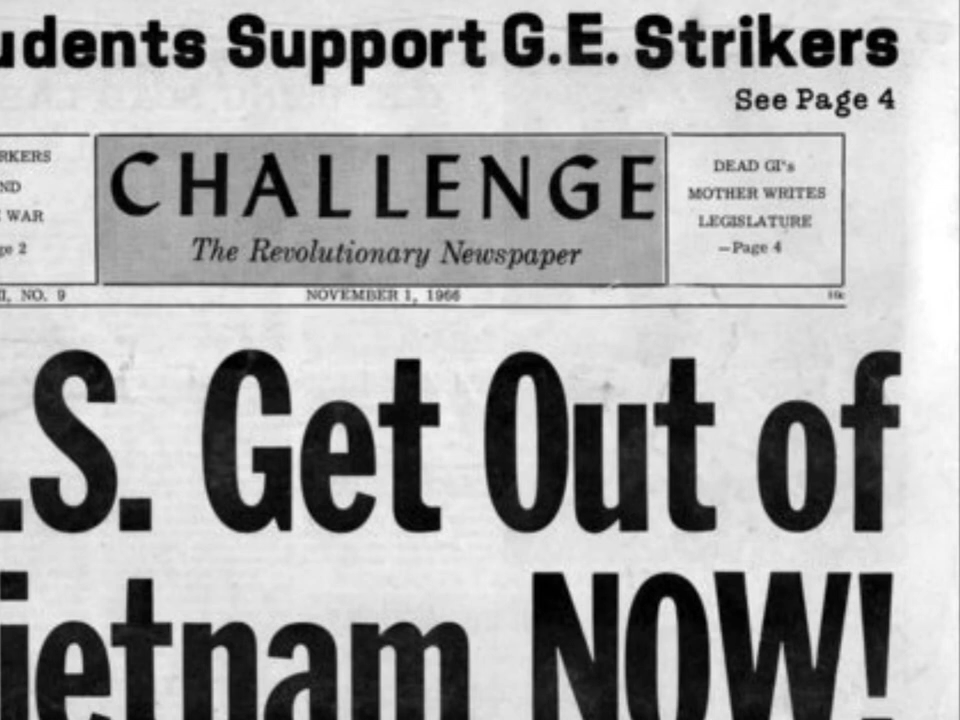 udents Support G.E. Strikers
See Page 4
RKERS
ND
WAR
ge 2
CHALLENGE
The Revolutionary Newspaper
DEAD GI's
MOTHER WRITES
LEGISLATURE
—Page 4
I, NO. 9
NOVEMBER 1, 1966
10c
.S. Get Out of
ietnam NOW!